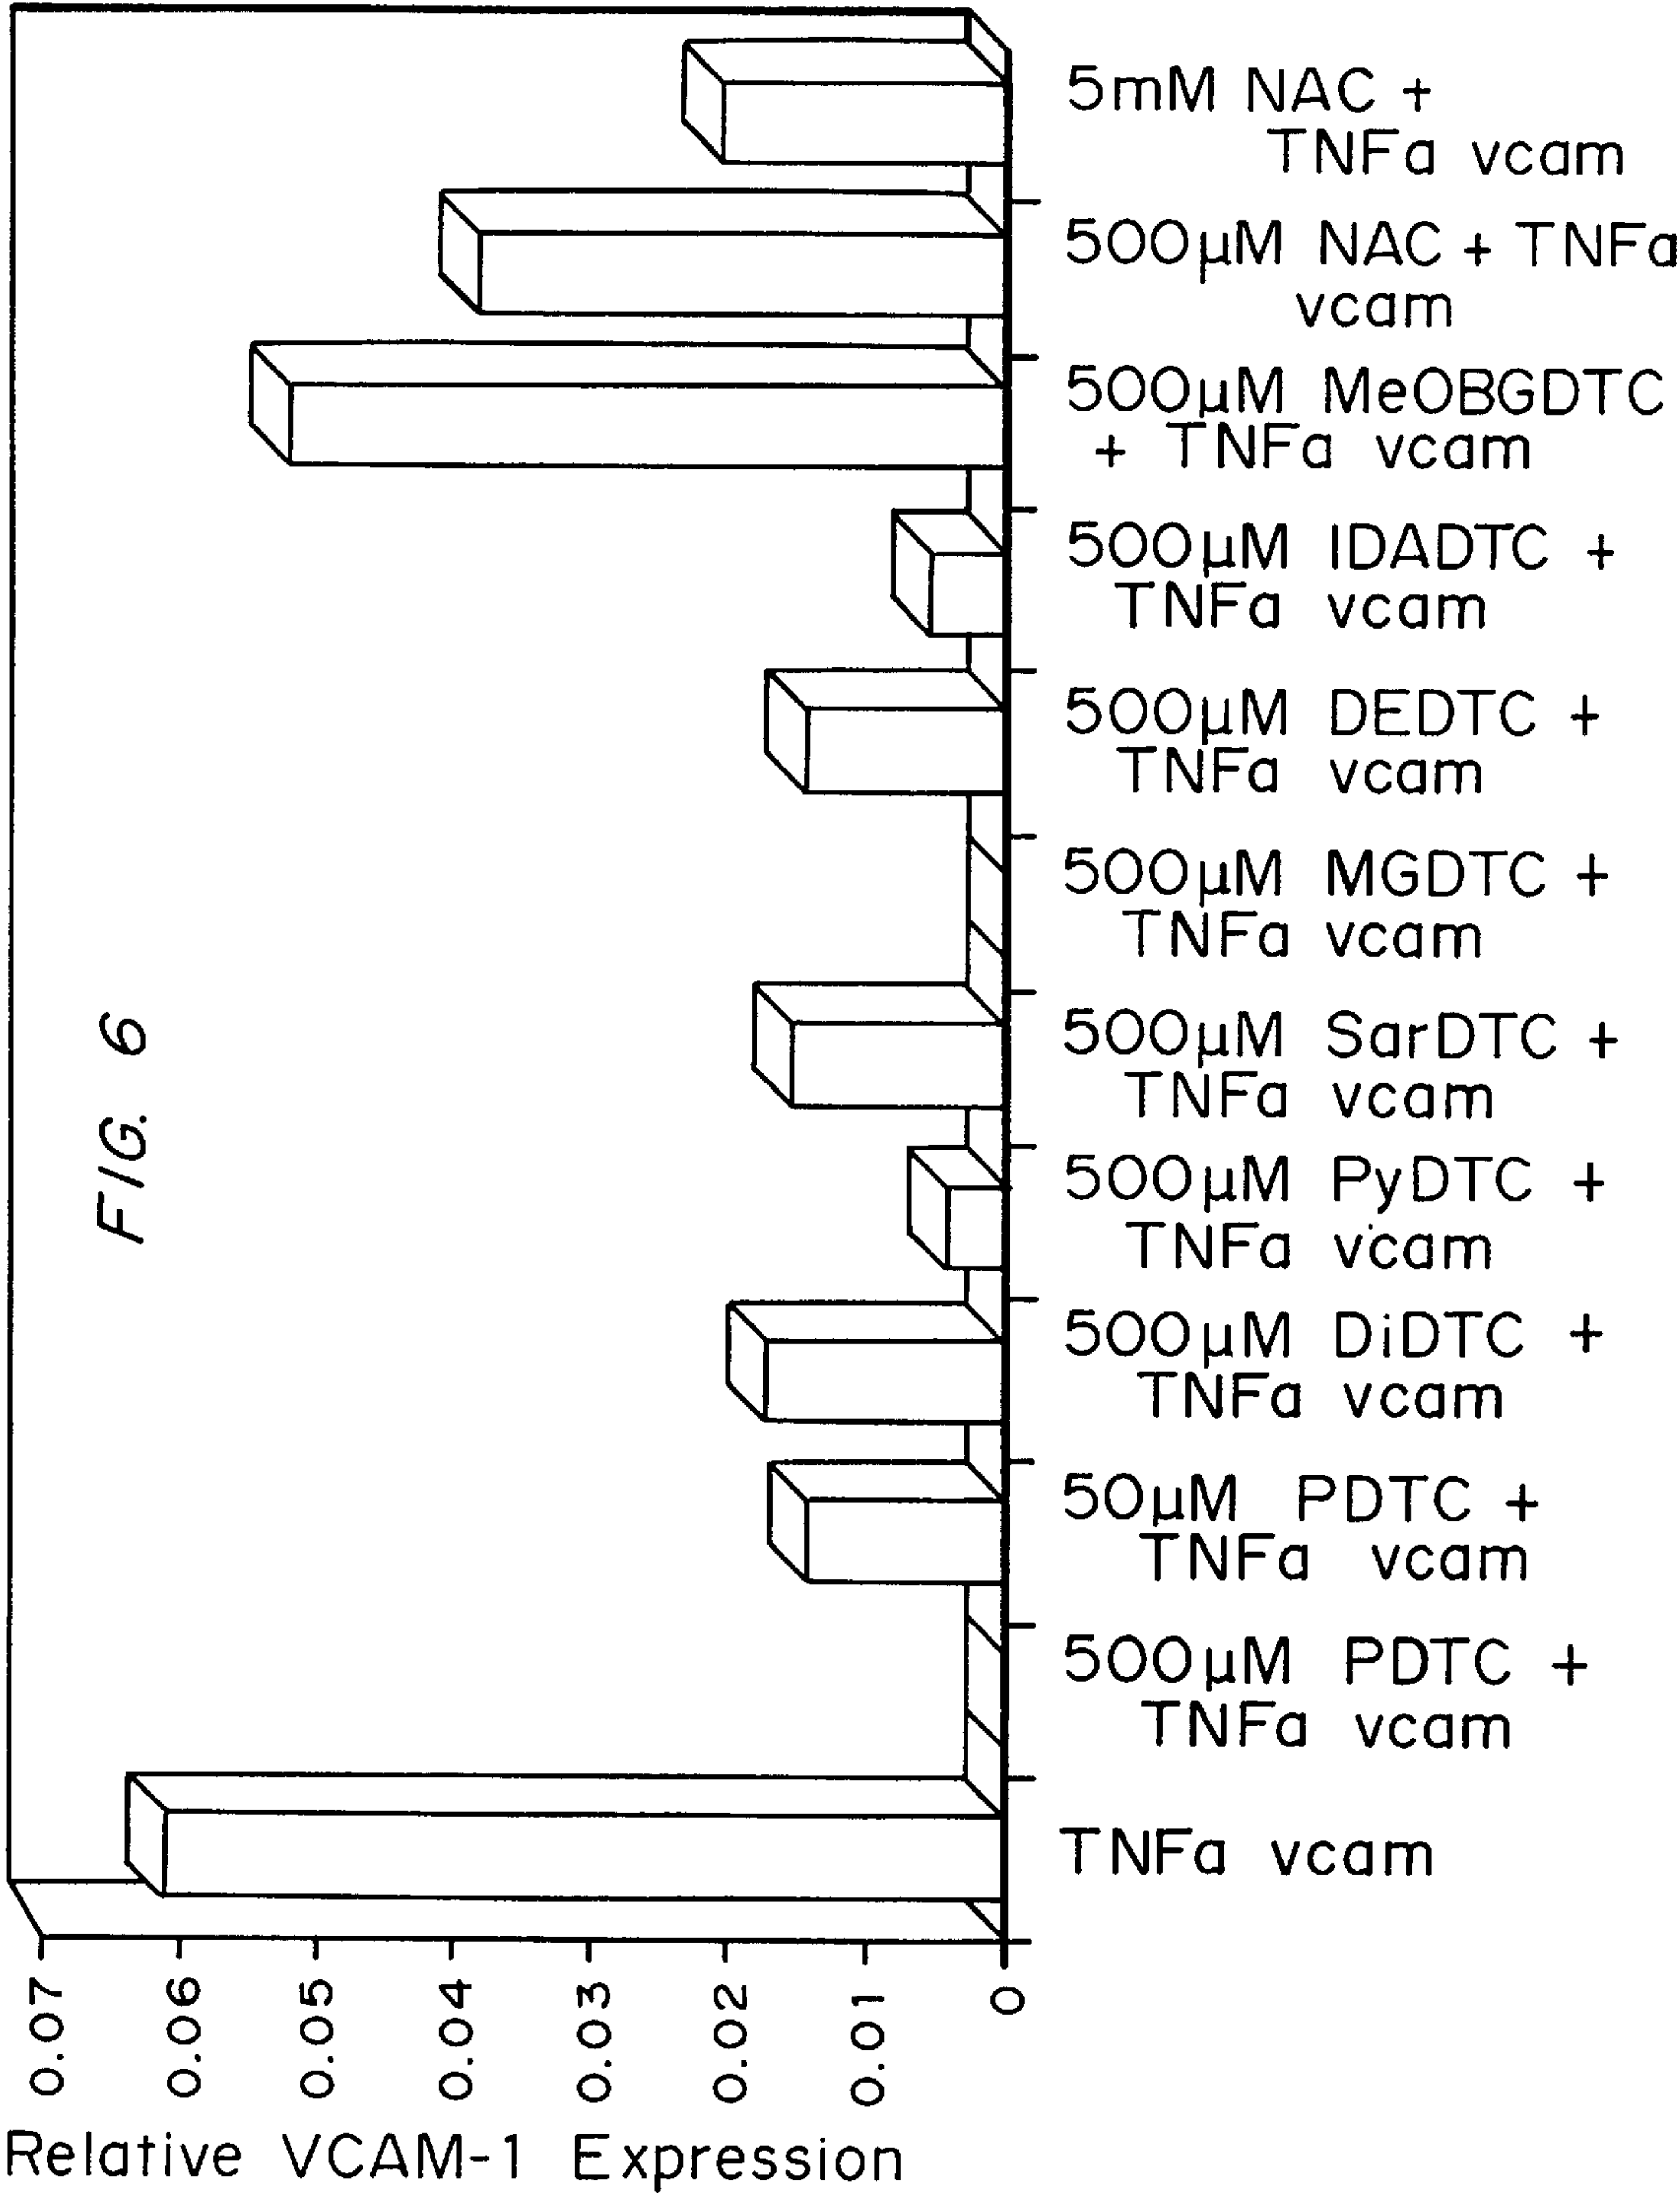 FIG. 6
5mM NAC +
TNFa vcam
500µM NAC + TNFa
vcam
500µM MeOBGDTC
+ TNFa vcam
500µM IDADTC +
TNFa vcam
500µM DEDTC +
TNFa vcam
500µM MGDTC +
TNFa vcam
500µM SarDTC +
TNFa vcam
500µM PyDTC +
TNFa vcam
500µM DiDTC +
TNFa vcam
50µM PDTC +
TNFa vcam
500µM PDTC +
TNFa vcam
TNFa vcam
0.07
0.06
0.05
0.04
0.03
0.02
0.01
0
Relative VCAM-1 Expression